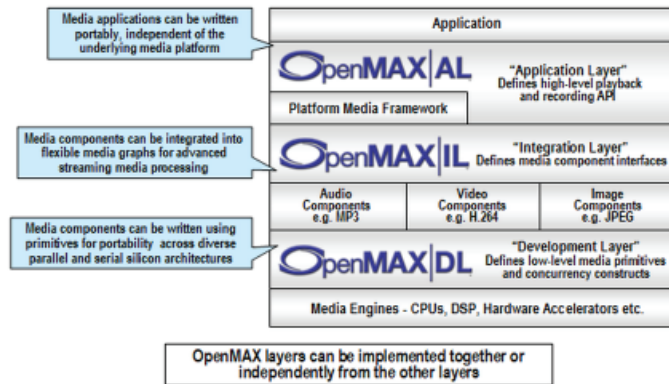 Media applications can be written
portably, independent of the
underlying media platform
Application
OpenMAX|AL
"Application Layer"
Defines high-level playback
and recording API
Platform Media Framework
Media components can be integrated into
flexible media graphs for advanced
streaming media processing
OpenMAX|IL
"Integration Layer"
Defines media component interfaces
Audio
Components
e.g. MP3
Video
Components
e.g. H.264
Image
Components
e.g. JPEG
Media components can be written using
primitives for portability across diverse
parallel and serial silicon architectures
OpenMAX|DL
"Development Layer"
Defines low-level media primitives
and concurrency constructs
Media Engines - CPUs, DSP, Hardware Accelerators etc.
OpenMAX layers can be implemented together or
independently from the other layers